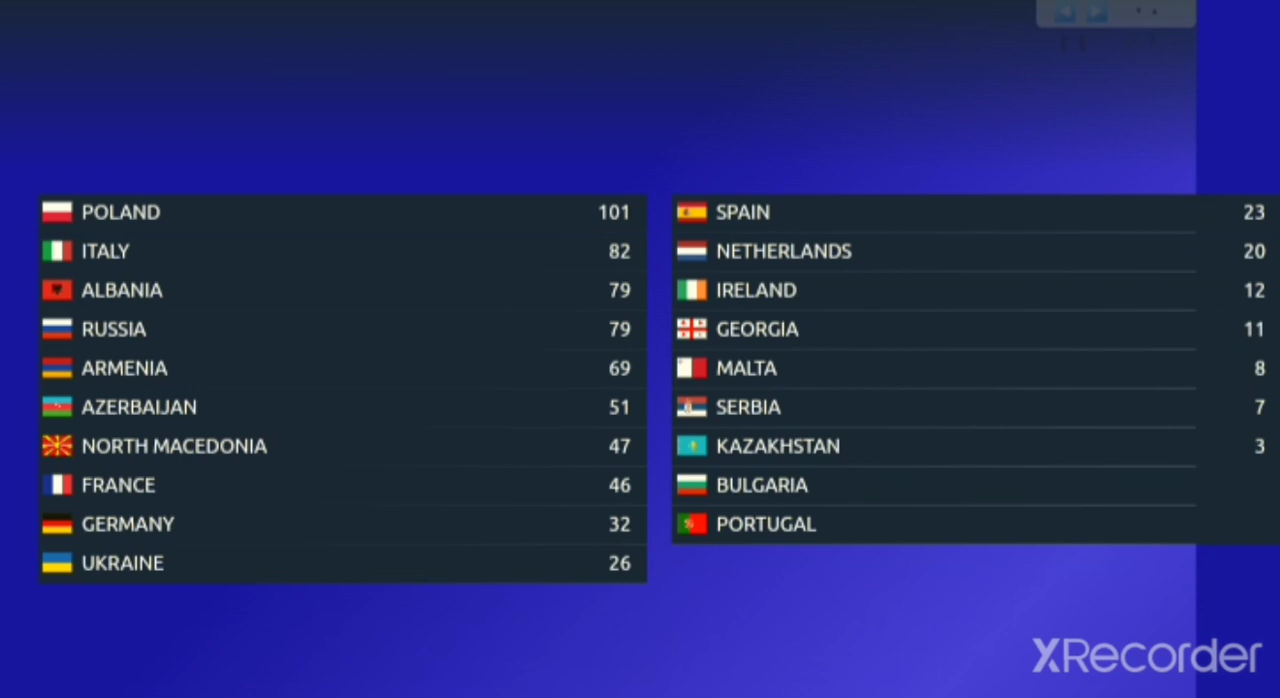 POLAND 101
ITALY 82
ALBANIA 79
RUSSIA 79
ARMENIA 69
AZERBAIJAN 51
NORTH MACEDONIA 47
FRANCE 46
GERMANY 32
UKRAINE 26
SPAIN 23
NETHERLANDS 20
IRELAND 12
GEORGIA 11
MALTA 8
SERBIA 7
KAZAKHSTAN 3
BULGARIA
PORTUGAL
XRecorder